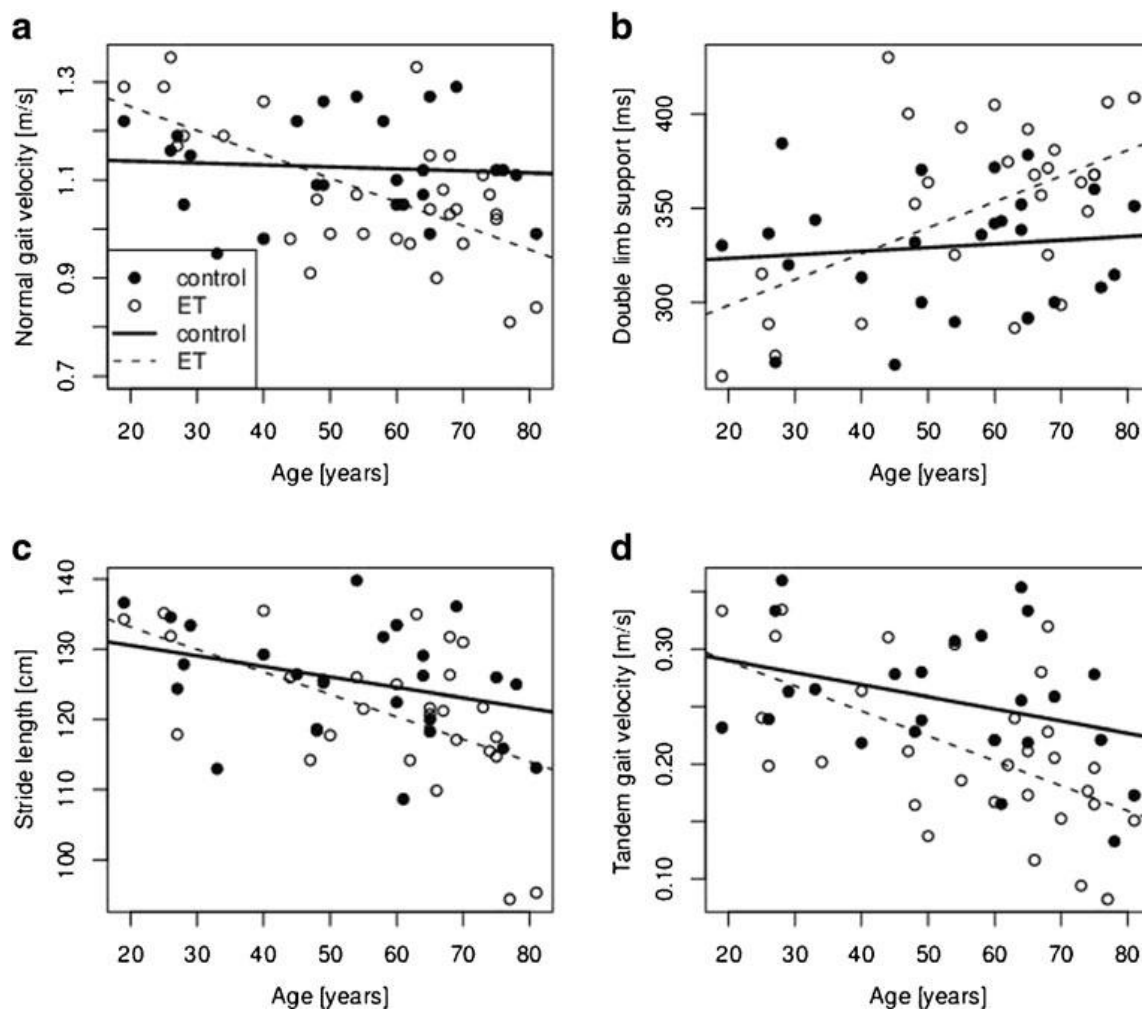 a
Normal gait velocity [m/s]
1.3
1.1
0.9
0.7
control
ET
control
ET
20 30 40 50 60 70 80
Age [years]
b
Double limb support [ms]
400
350
300
20 30 40 50 60 70 80
Age [years]
c
Stride length [cm]
140
130
120
110
100
20 30 40 50 60 70 80
Age [years]
d
Tandem gait velocity [m/s]
0.30
0.20
0.10
20 30 40 50 60 70 80
Age [years]